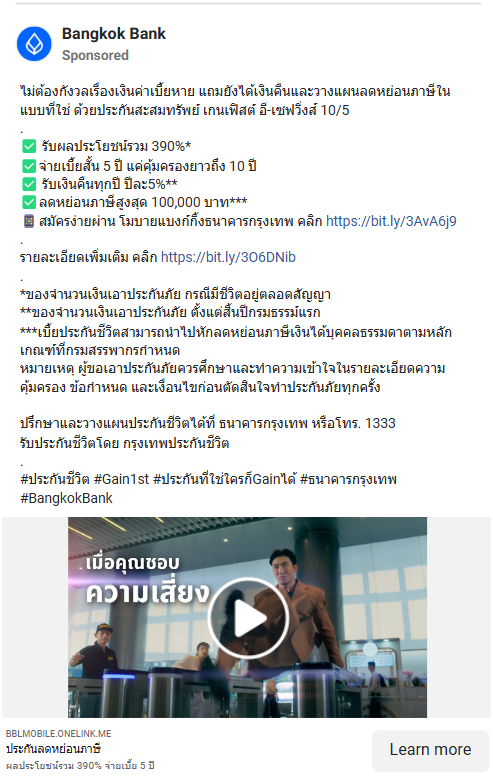 Bangkok Bank
Sponsored
ไม่ต้องกังวลเรื่องเงินค่าเบี้ยหาย แถมยังได้เงินคืนและวางแผนลดหย่อนภาษีใน
แบบที่ใช่ ด้วยประกันสะสมทรัพย์ เกนเฟิสต์ อี-เซฟวิ่งส์ 10/5
.
✅ รับผลประโยชน์รวม 390%*
✅ จ่ายเบี้ยสั้น 5 ปี แค่คุ้มครองยาวถึง 10 ปี
✅ รับเงินคืนทุกปี ปีละ5%**
✅ ลดหย่อนภาษีสูงสุด 100,000 บาท***
📱 สมัครง่ายผ่าน โมบายแบงก์กิ้งธนาคารกรุงเทพ คลิก https://bit.ly/3AvA6j9
.
รายละเอียดเพิ่มเติม คลิก https://bit.ly/3O6DNib
.
*ของจำนวนเงินเอาประกันภัย กรณีมีชีวิตอยู่ตลอดสัญญา
**ของจำนวนเงินเอาประกันภัย ตั้งแต่สิ้นปีกรมธรรม์แรก
***เบี้ยประกันชีวิตสามารถนำไปหักลดหย่อนภาษีเงินได้บุคคลธรรมดาตามหลัก
เกณฑ์ที่กรมสรรพากรกำหนด
หมายเหตุ ผู้ขอเอาประกันภัยควรศึกษาและทำความเข้าใจในรายละเอียดความ
คุ้มครอง ข้อกำหนด และเงื่อนไขก่อนตัดสินใจทำประกันภัยทุกครั้ง
ปรึกษาและวางแผนประกันชีวิตได้ที่ ธนาคารกรุงเทพ หรือโทร. 1333
รับประกันชีวิตโดย กรุงเทพประกันชีวิต
.
#ประกันชีวิต #Gain1st #ประกันที่ใช่ใครก็Gainได้ #ธนาคารกรุงเทพ
#BangkokBank
เมื่อคุณชอบ
ความเสี่ยง
BBLMOBILE.ONELINK.ME
ประกันลดหย่อนภาษี
ผลประโยชน์รวม 390% จ่ายเบี้ย 5 ปี
Learn more